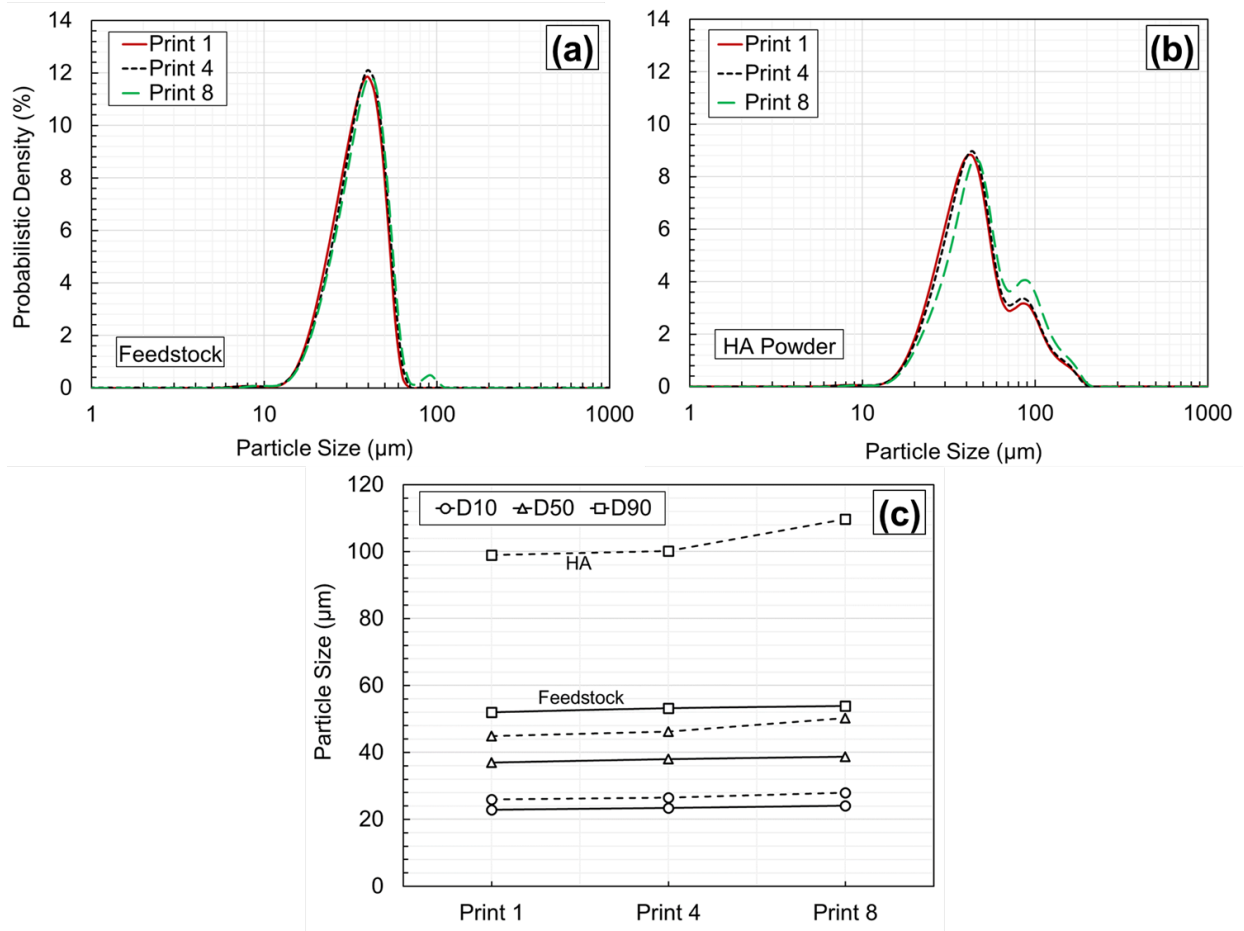 (a)
Print 1
Print 4
Print 8
14
12
10
8
6
4
2
0
Probabilistic Density (%)
Feedstock
1
10
100
1000
Particle Size (µm)
(b)
Print 1
Print 4
Print 8
14
12
10
8
6
4
2
0
HA Powder
1
10
100
1000
Particle Size (µm)
(c)
D10 D50 D90
120
100
80
60
40
20
0
Particle Size (µm)
HA
Feedstock
Print 1
Print 4
Print 8